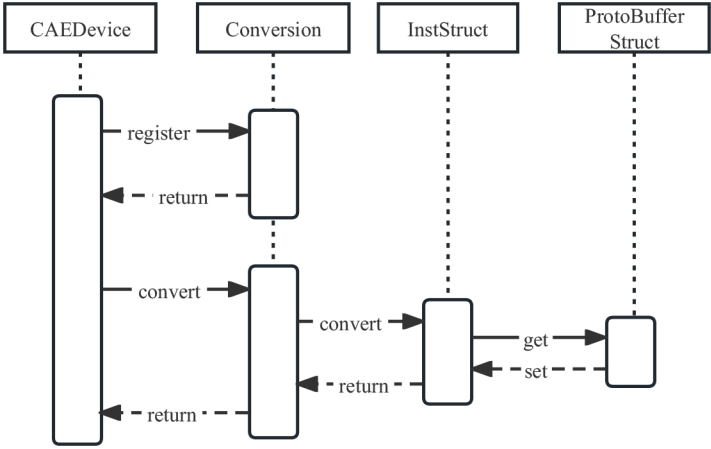 CAEDevice
Conversion
InstStruct
ProtoBuffer
Struct
register
return
convert
convert
get
set
return
return